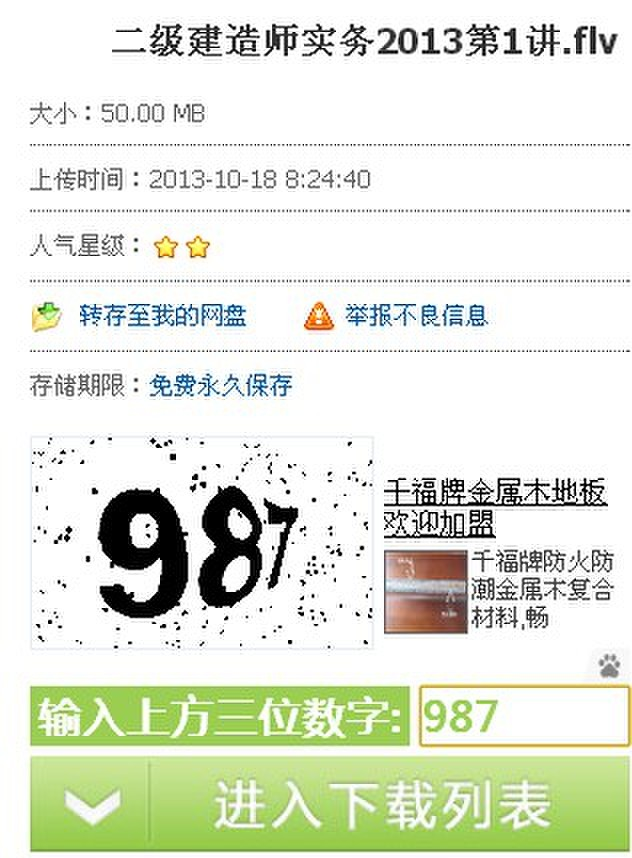 二级建造师实务2013第1讲.flv
大小：50.00 MB
上传时间：2013-10-18 8:24:40
人气星级：
转存至我的网盘 举报不良信息
存储期限：免费永久保存
987
千福牌金属木地板
欢迎加盟
千福牌防火防
潮金属木复合
材料,畅
输入上方三位数字: 987
进入下载列表